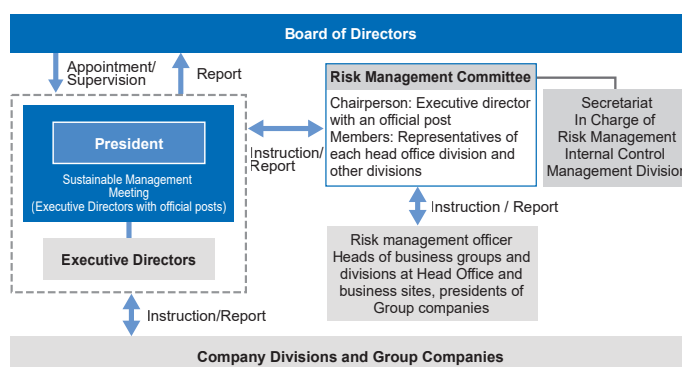 Board of Directors
Appointment/
Supervision
Report
President
Sustainable Management
Meeting
(Executive Directors with official posts)
Executive Directors
Instruction/
Report
Risk Management Committee
Chairperson: Executive director
with an official post
Members: Representatives of
each head office division and
other divisions
Secretariat
In Charge of
Risk Management
Internal Control
Management Division
Instruction / Report
Risk management officer
Heads of business groups and
divisions at Head Office and
business sites, presidents of
Group companies
Instruction/Report
Company Divisions and Group Companies